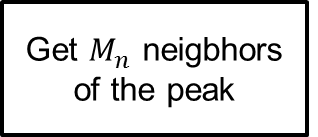 Get Mₙ neigbhors
of the peak